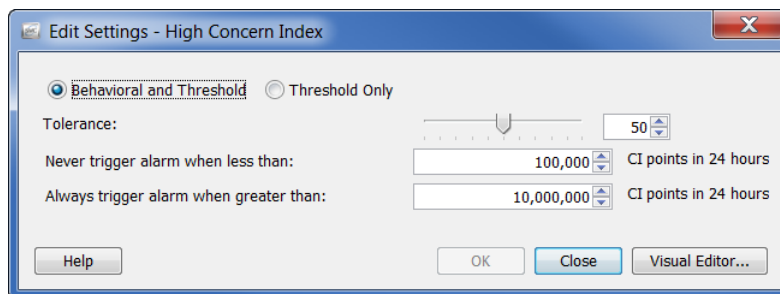 Edit Settings - High Concern Index
Behavioral and Threshold Threshold Only
Tolerance: 50
Never trigger alarm when less than: 100,000 CI points in 24 hours
Always trigger alarm when greater than: 10,000,000 CI points in 24 hours
Help OK Close Visual Editor...